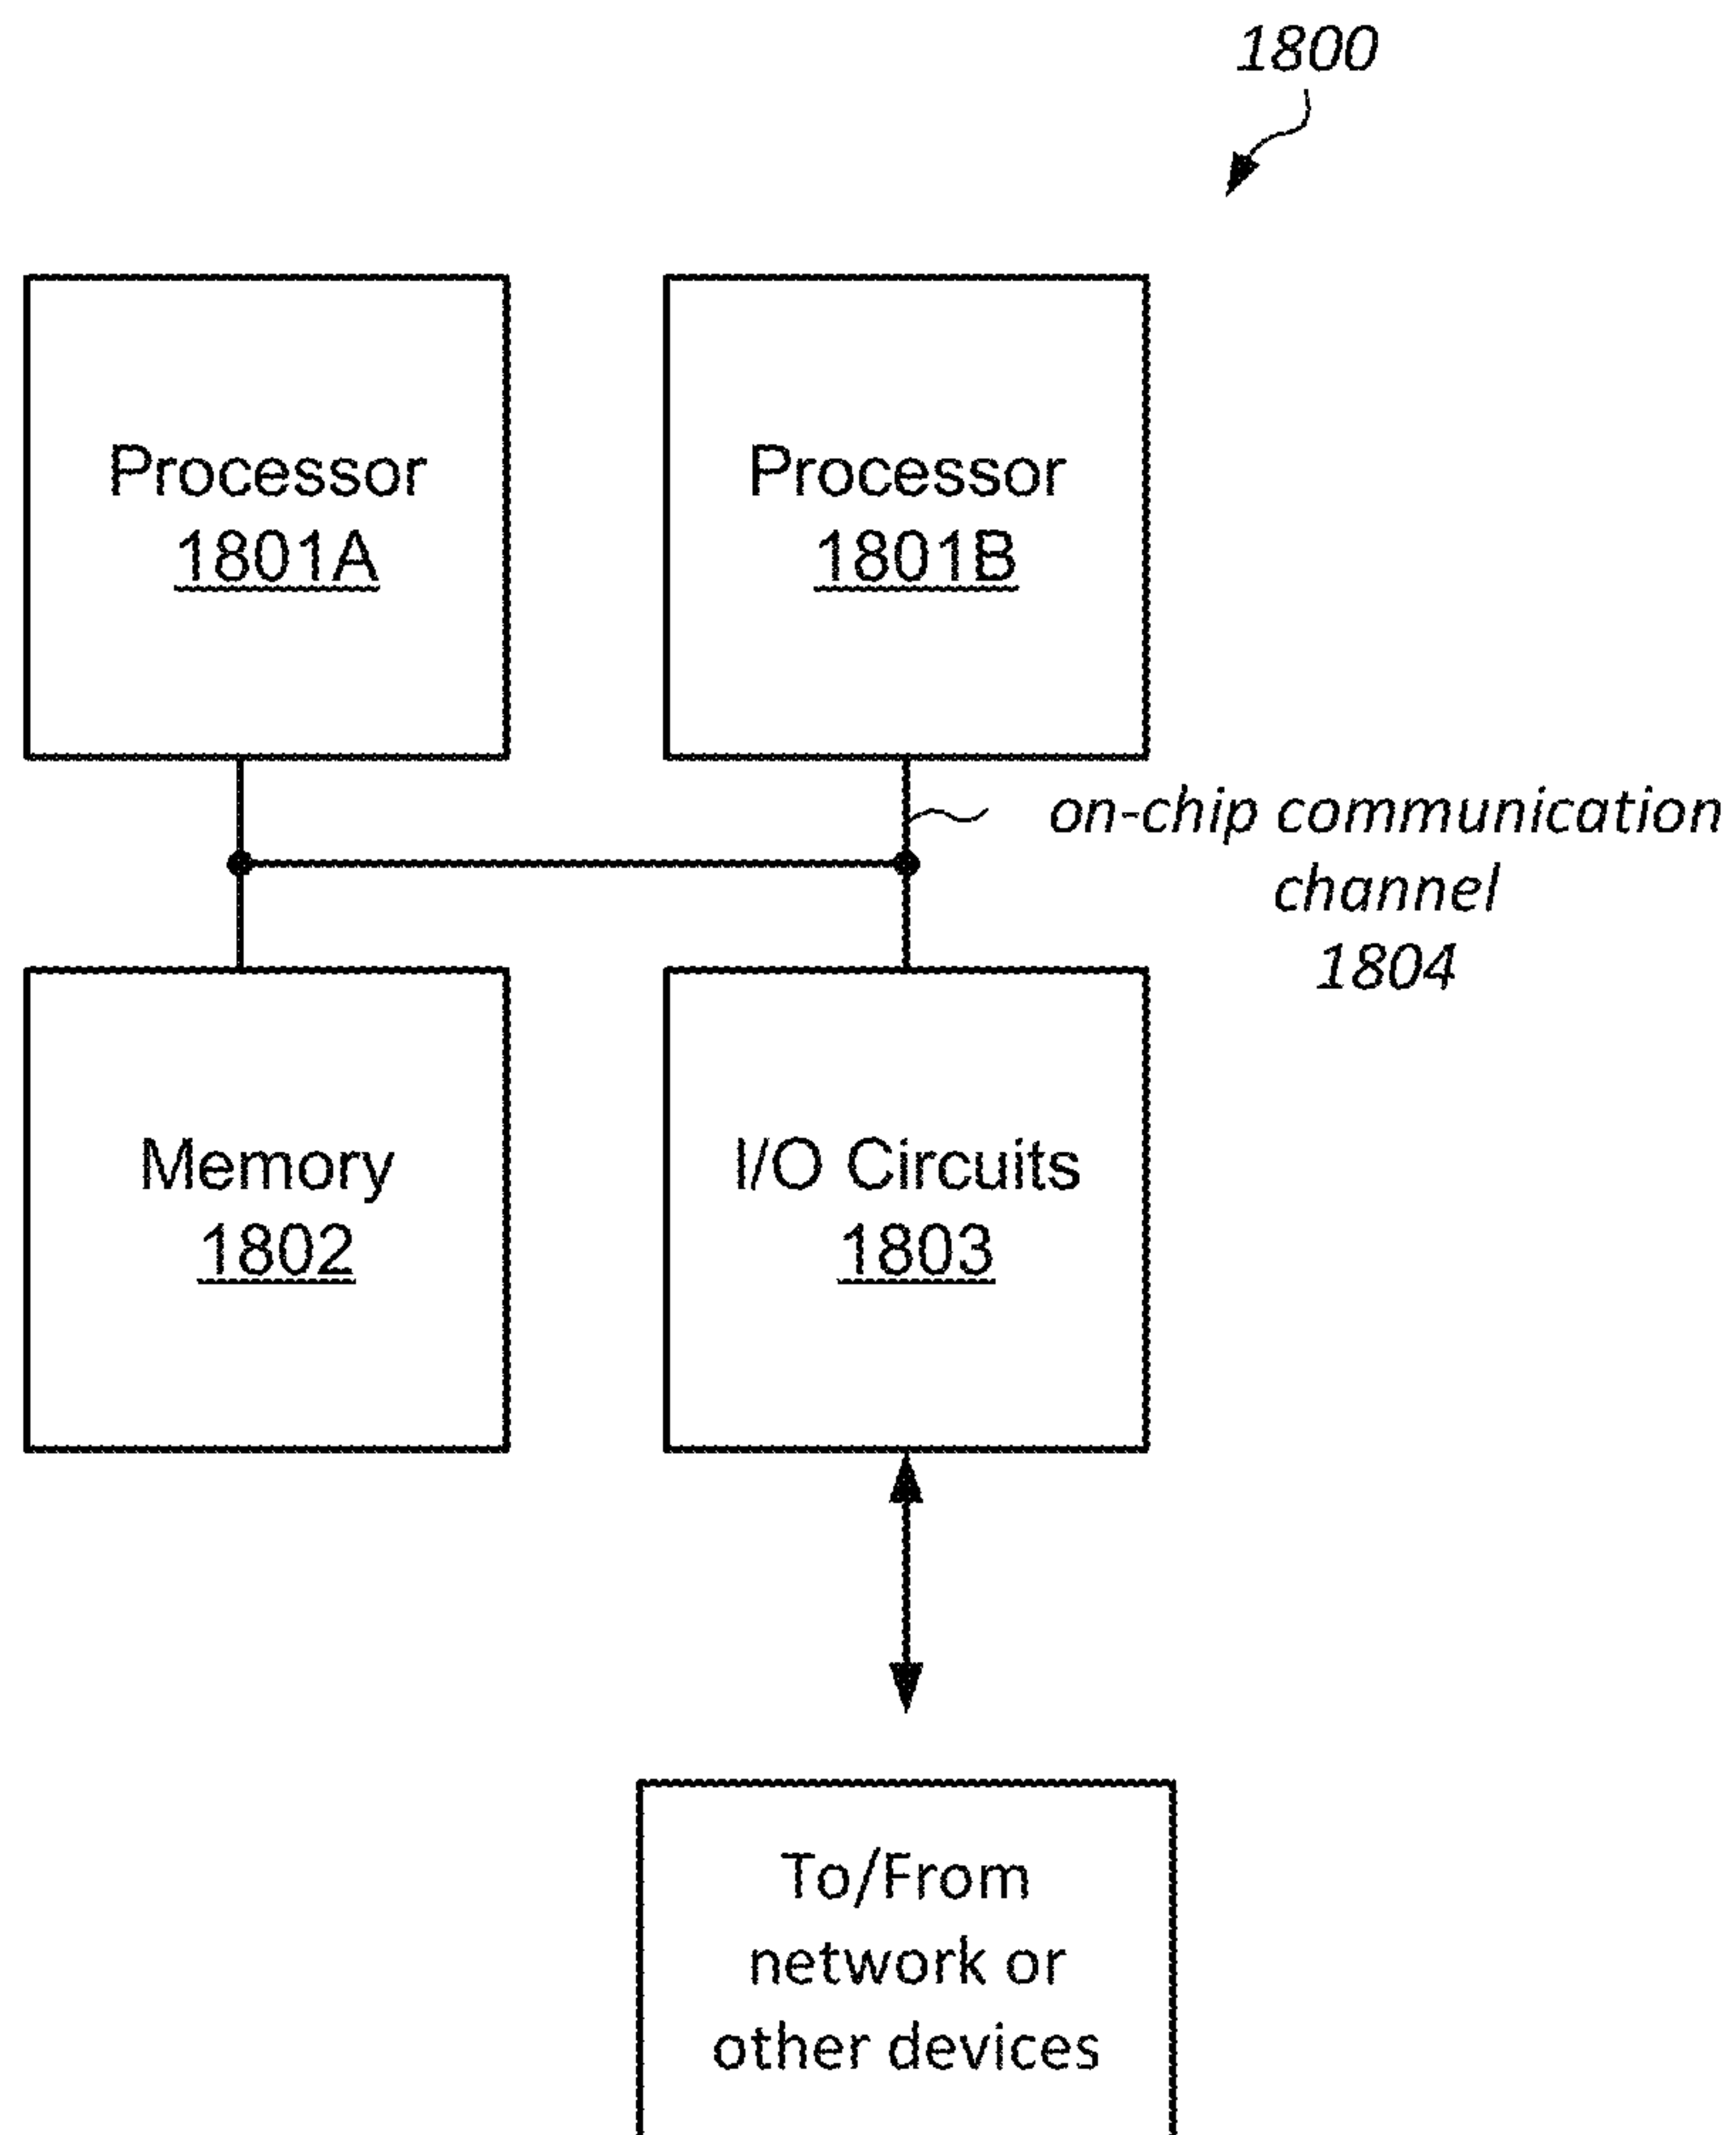 1800
Processor
1801A
Processor
1801B
on-chip communication
channel
1804
Memory
1802
I/O Circuits
1803
To/From
network or
other devices